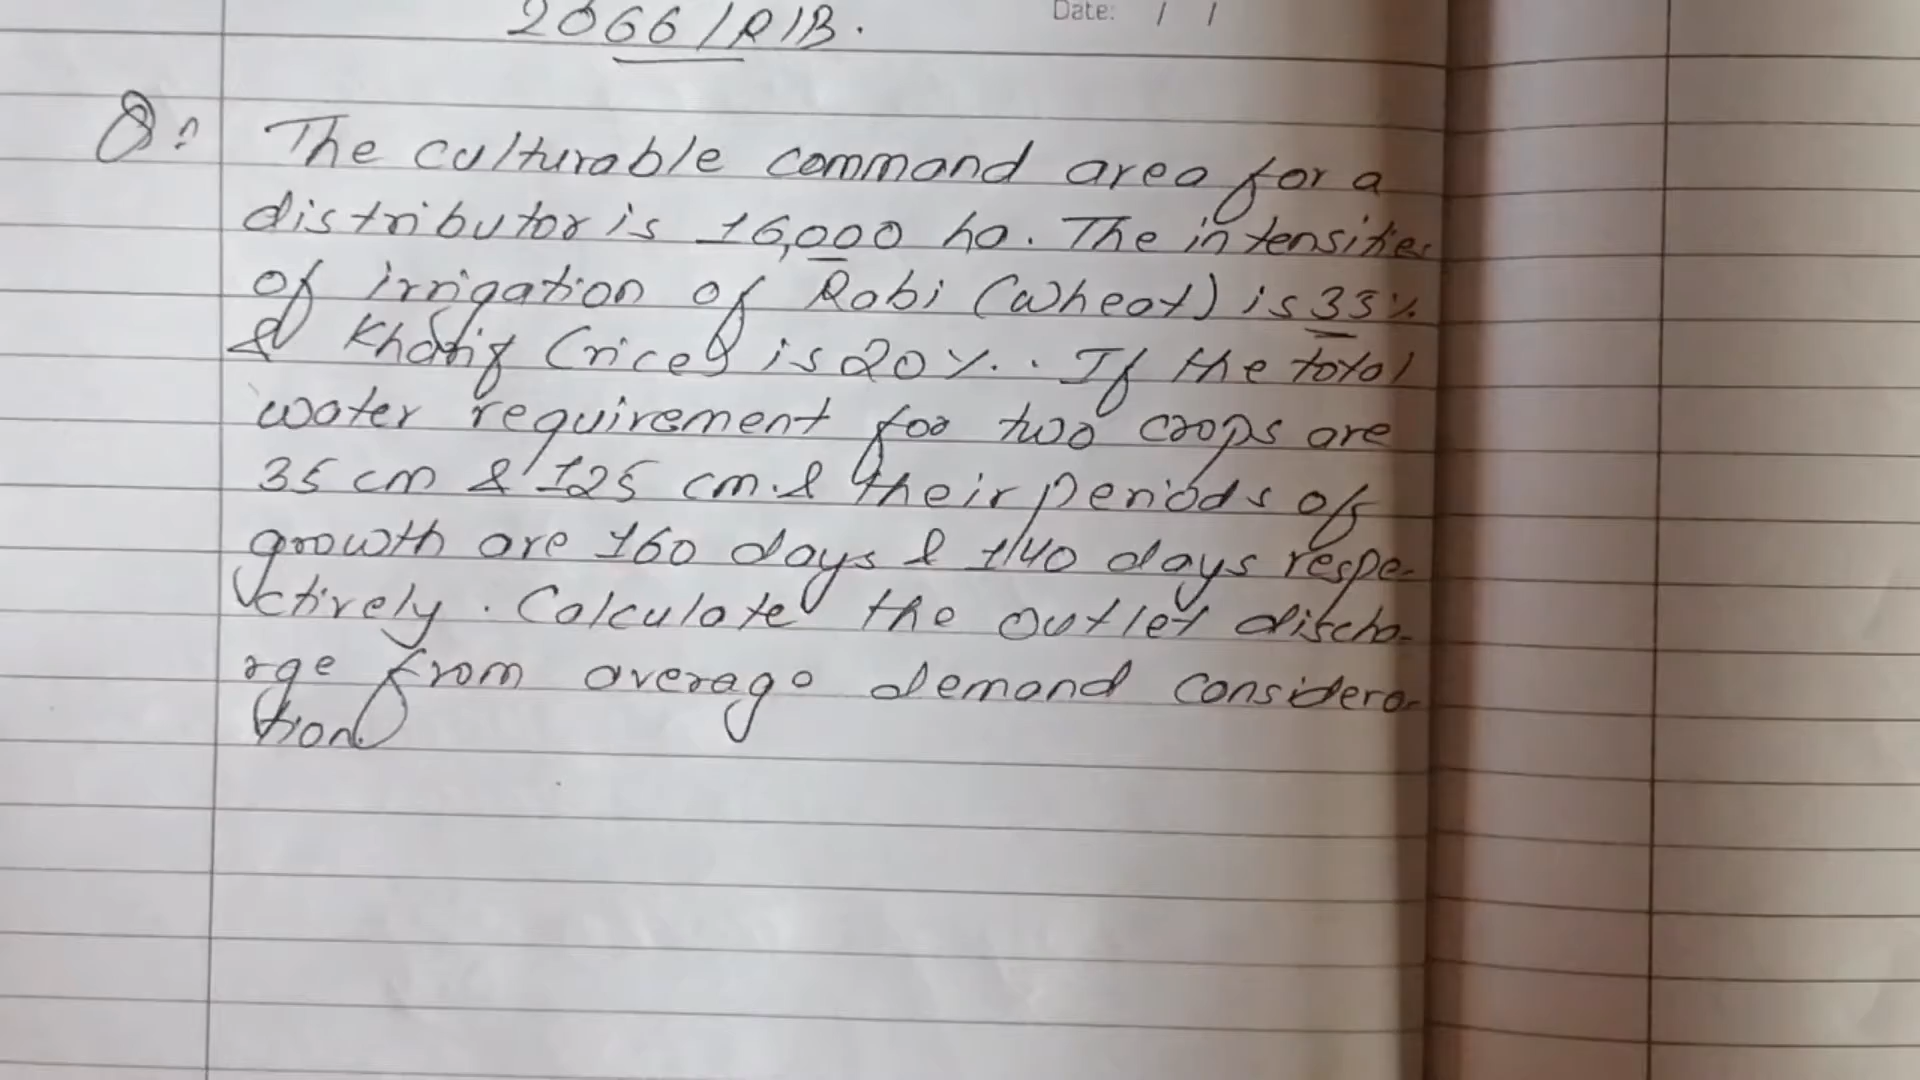 2066/R/B.
Date: / /
Q: The culturable command area for a
distributor is 16,000 ha. The intensities
of irrigation of Rabi (wheat) is 35%
& Kharif (rice) is 20%. If the total
water requirement for two crops are
35 cm & 125 cm. & their periods of
growth are 160 days & 140 days respe-
ctively. Calculate the outlet discha-
rge from average demand considera-
tion.